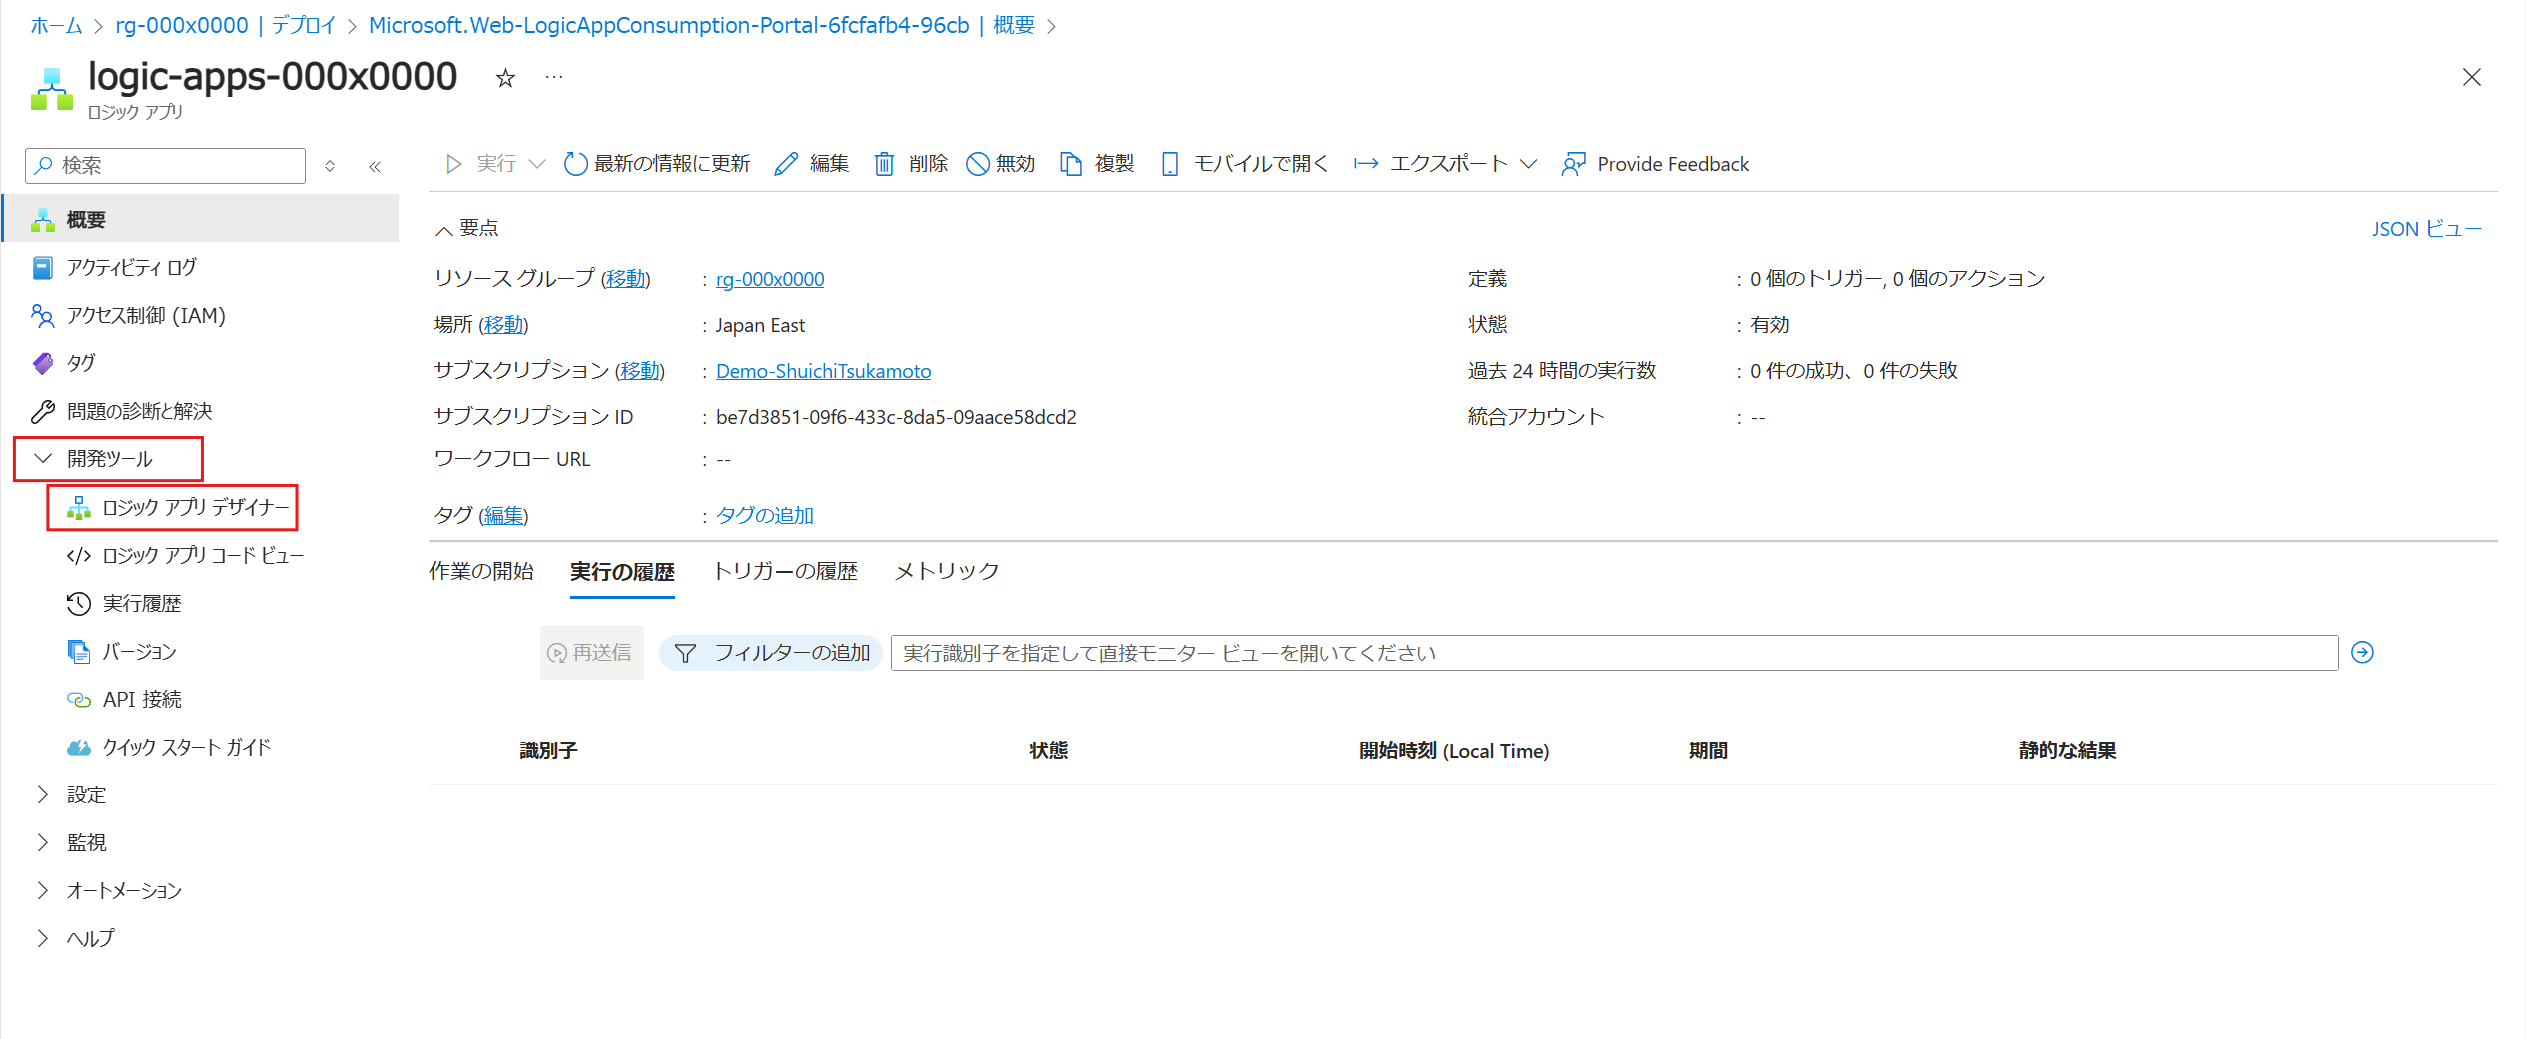 ホーム > rg-000x0000 | デプロイ > Microsoft.Web-LogicAppConsumption-Portal-6fcfafb4-96cb | 概要 >
logic-apps-000x0000
ロジック アプリ
検索
概要
アクティビティ ログ
アクセス制御 (IAM)
タグ
問題の診断と解決
開発ツール
ロジック アプリ デザイナー
ロジック アプリ コード ビュー
実行履歴
バージョン
API 接続
クイック スタート ガイド
設定
監視
オートメーション
ヘルプ
実行 最新の情報に更新 編集 削除 無効 複製 モバイルで開く エクスポート Provide Feedback
要点
JSON ビュー
リソース グループ (移動) : rg-000x0000
場所 (移動) : Japan East
サブスクリプション (移動) : Demo-ShuichiTsukamoto
サブスクリプション ID : be7d3851-09f6-433c-8da5-09aace58dcd2
ワークフロー URL : --
定義 : 0 個のトリガー, 0 個のアクション
状態 : 有効
過去 24 時間の実行数 : 0 件の成功、0 件の失敗
統合アカウント : --
タグ (編集) : タグの追加
作業の開始 実行の履歴 トリガーの履歴 メトリック
再送信 フィルターの追加 実行識別子を指定して直接モニター ビューを開いてください
識別子 状態 開始時刻 (Local Time) 期間 静的な結果